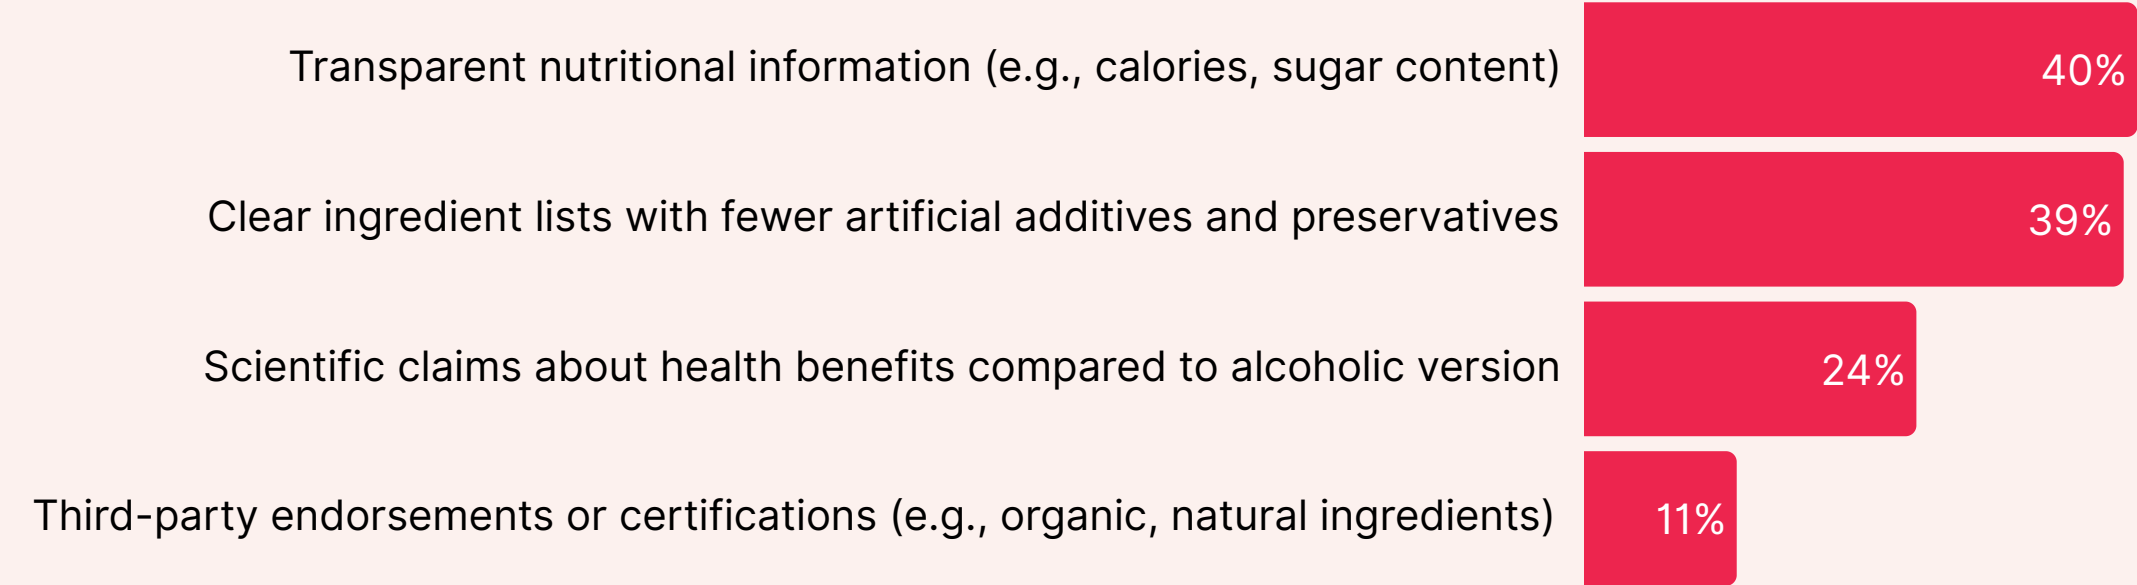 Transparent nutritional information (e.g., calories, sugar content) 40%
Clear ingredient lists with fewer artificial additives and preservatives 39%
Scientific claims about health benefits compared to alcoholic version 24%
Third-party endorsements or certifications (e.g., organic, natural ingredients) 11%